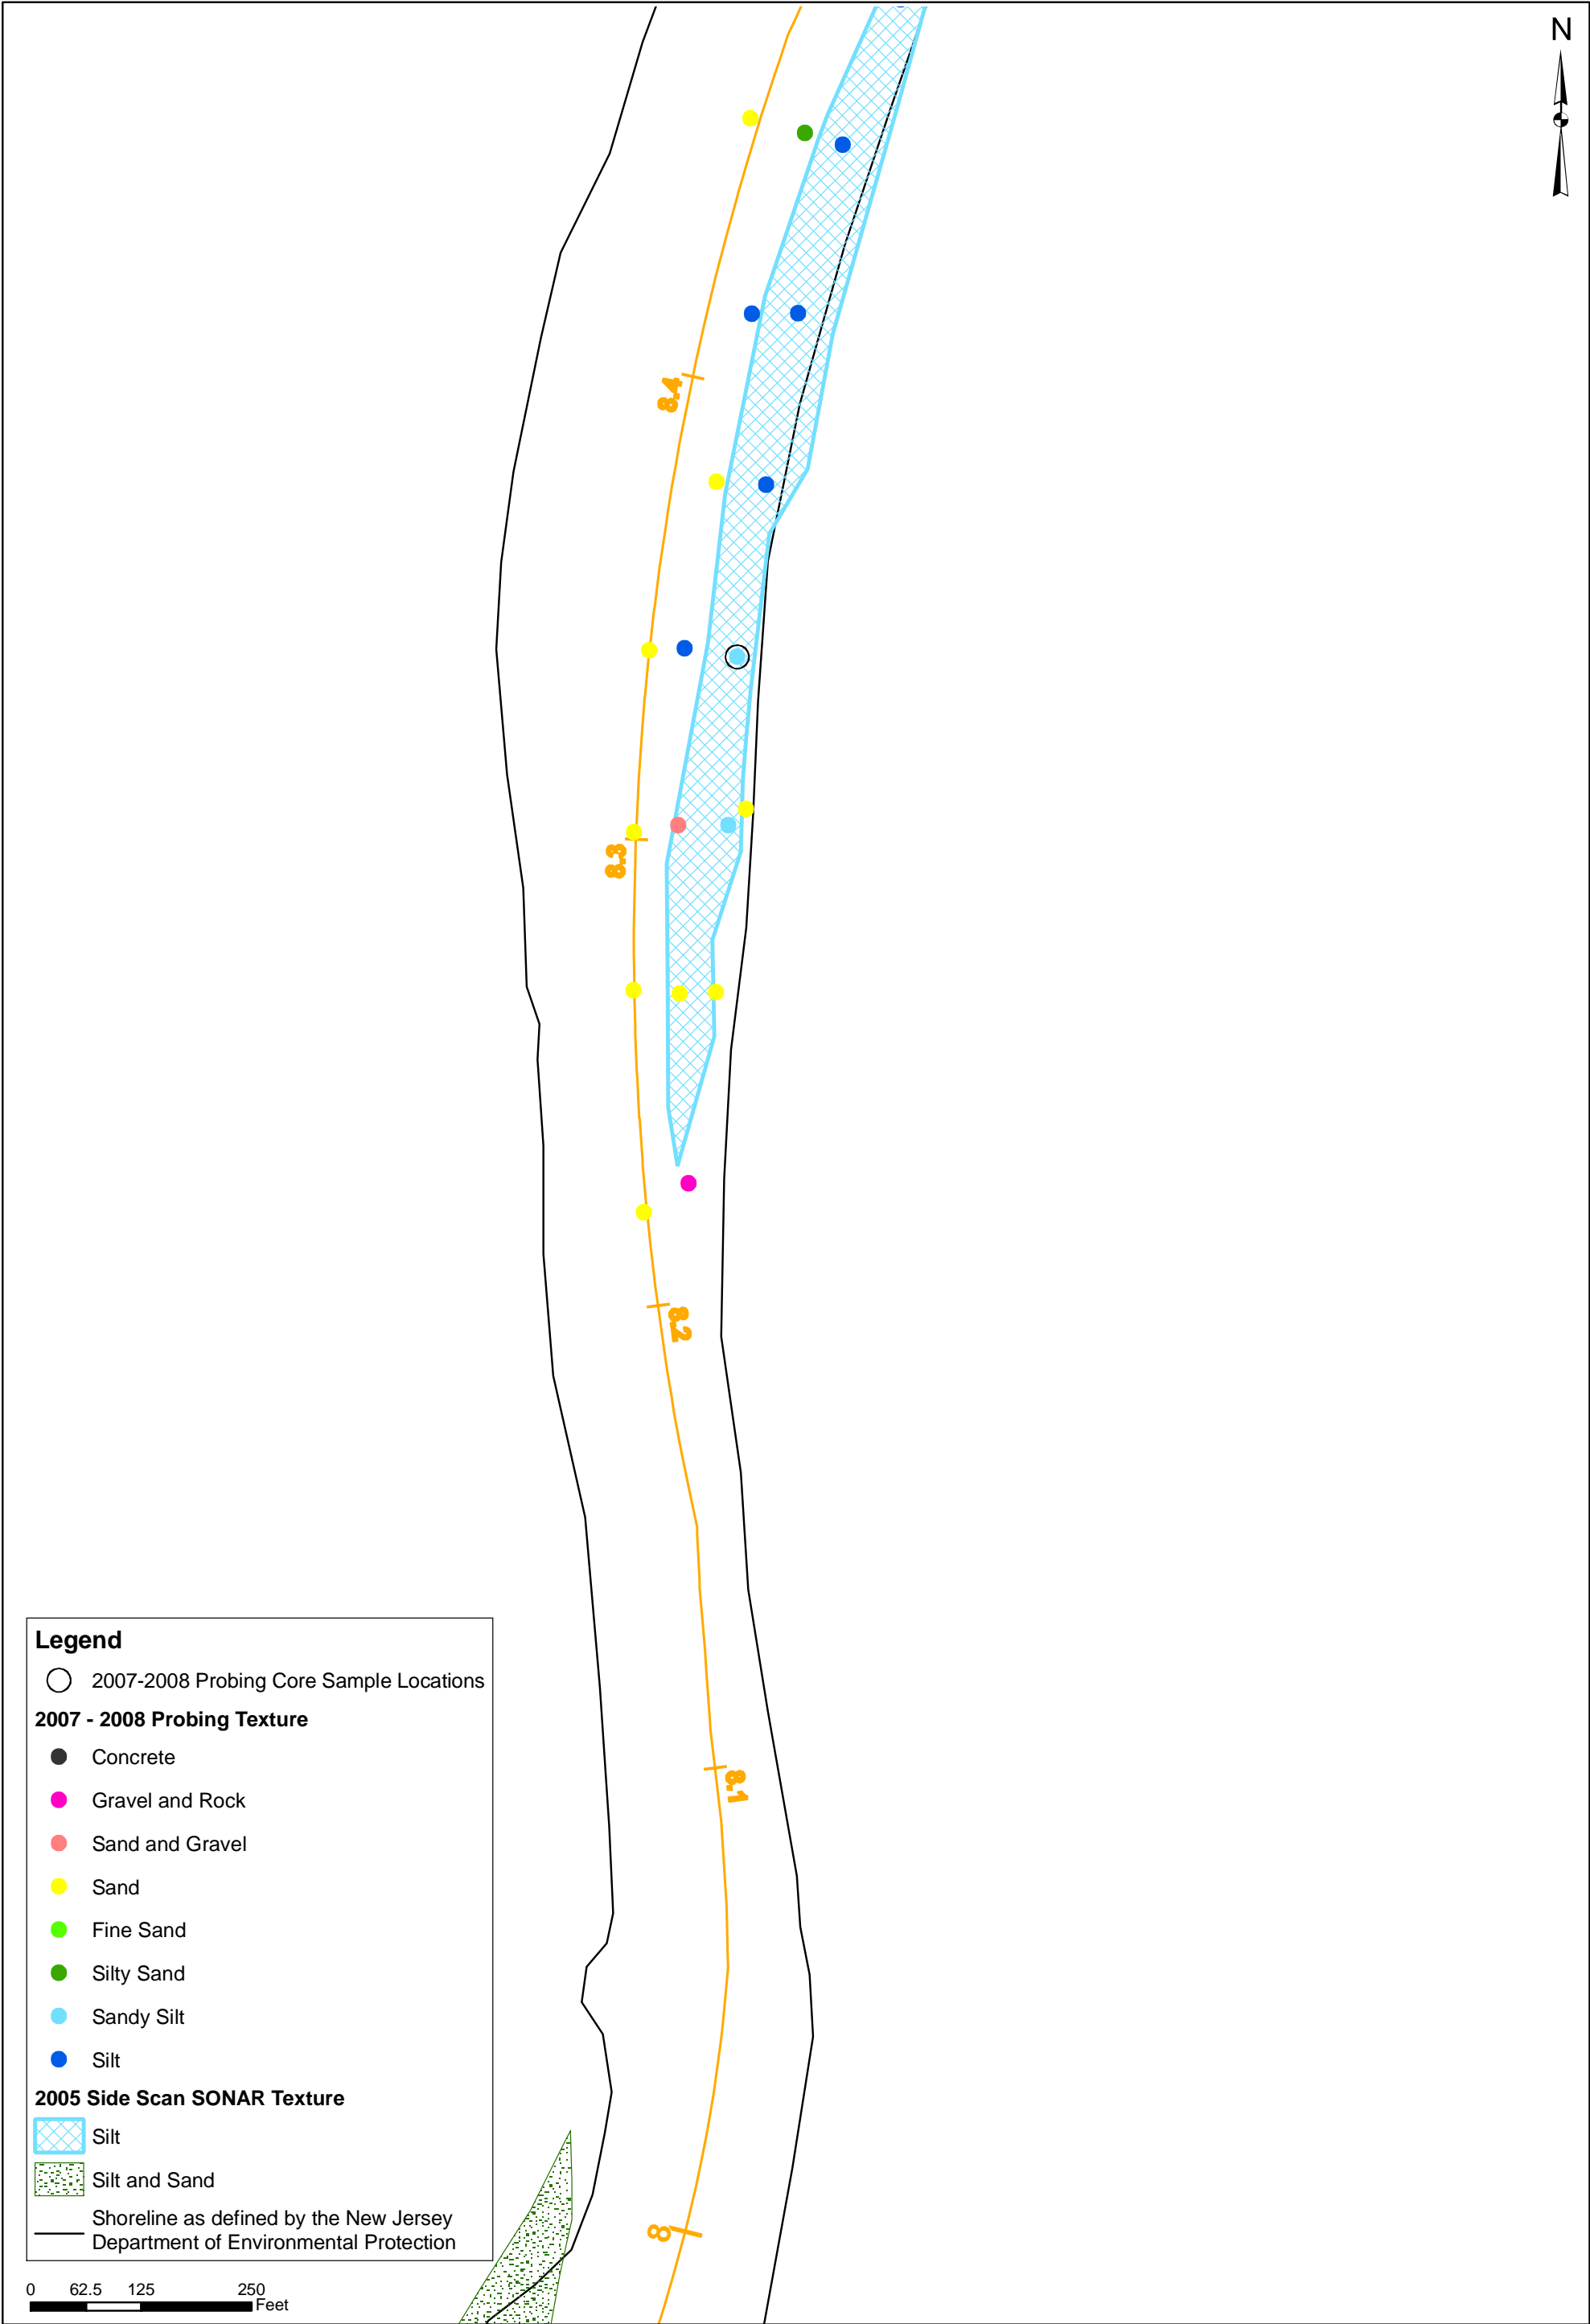 N
8.4
8.3
8.2
8.1
8
Legend
2007-2008 Probing Core Sample Locations
2007 - 2008 Probing Texture
Concrete
Gravel and Rock
Sand and Gravel
Sand
Fine Sand
Silty Sand
Sandy Silt
Silt
2005 Side Scan SONAR Texture
Silt
Silt and Sand
Shoreline as defined by the New Jersey
Department of Environmental Protection
0 62.5 125 250
Feet